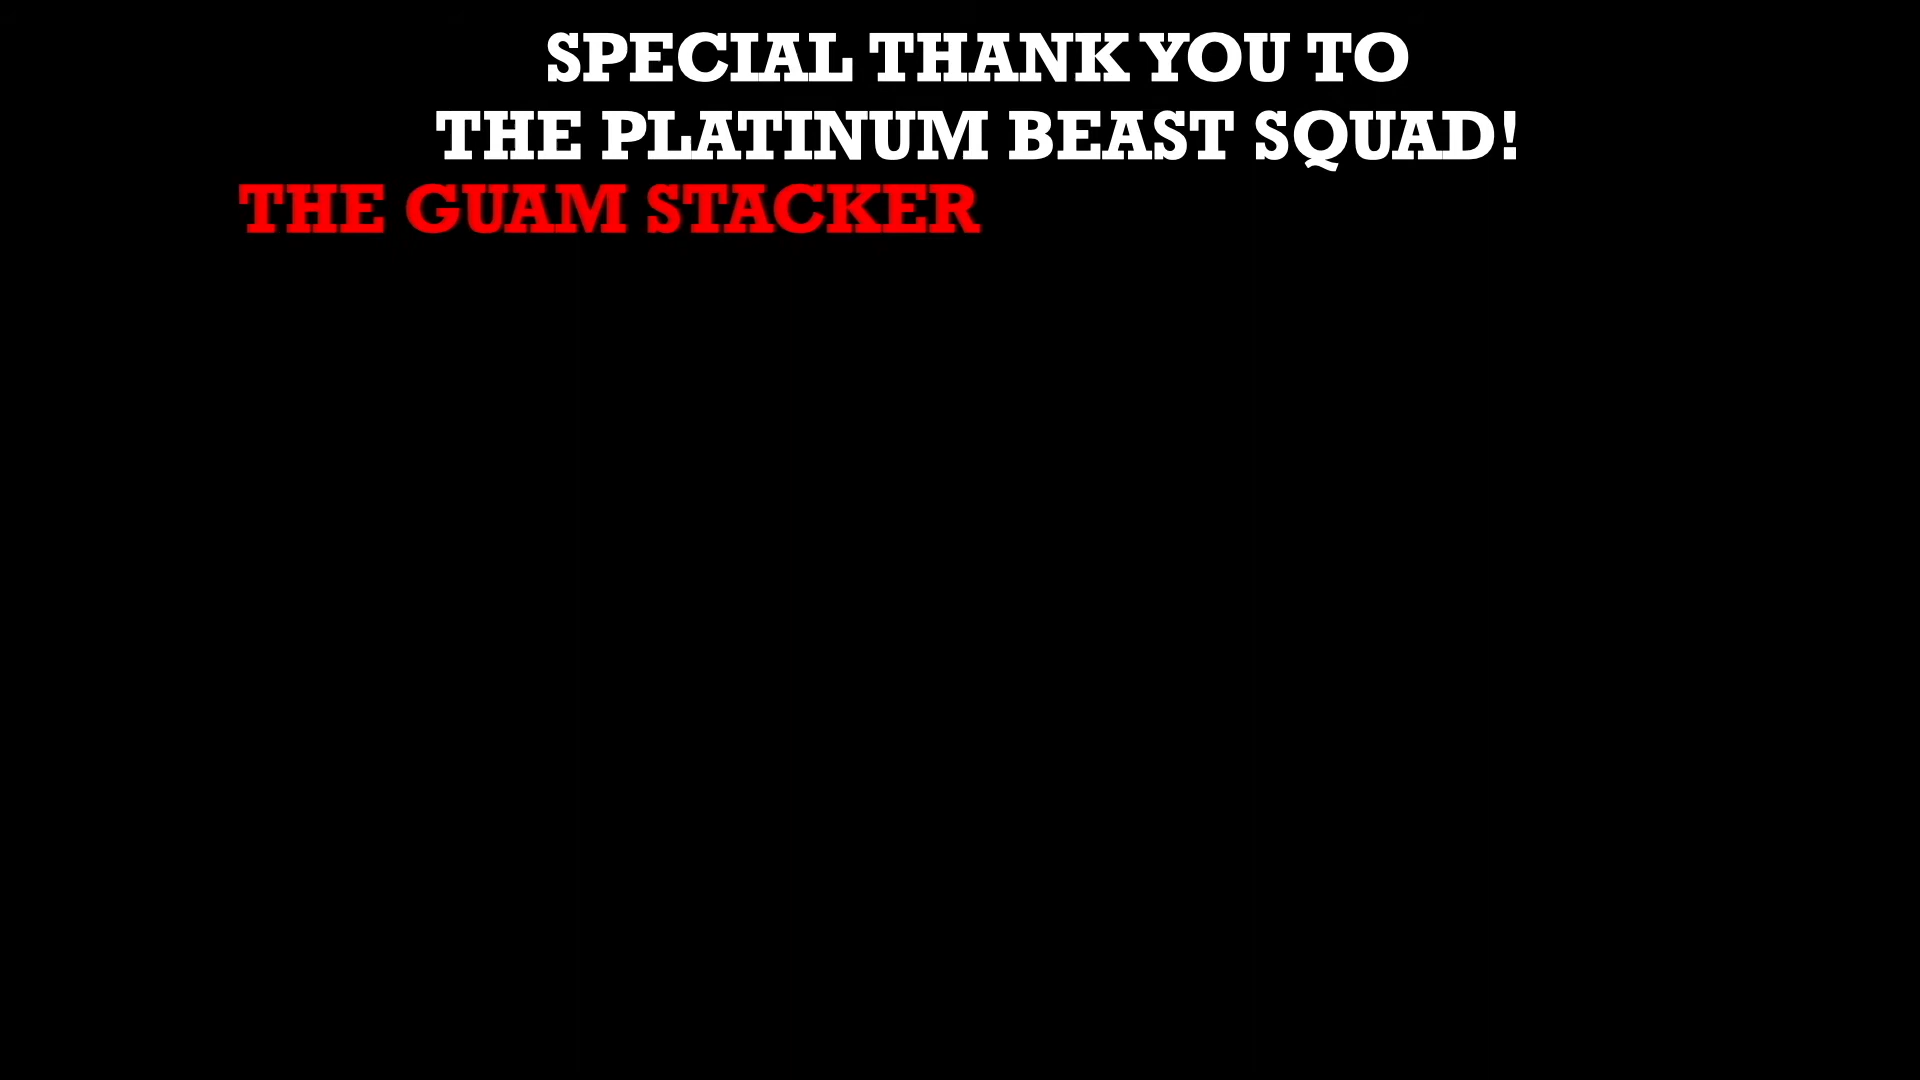 SPECIAL THANK YOU TO
THE PLATINUM BEAST SQUAD!
THE GUAM STACKER